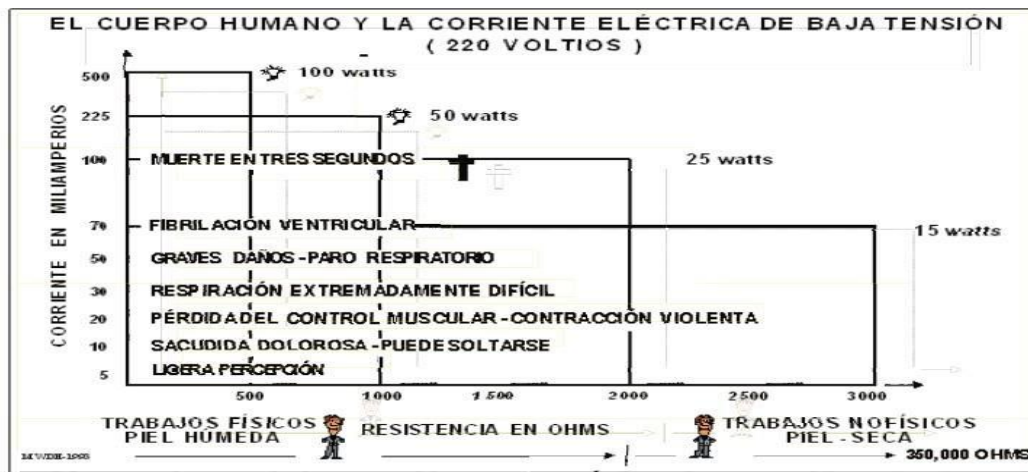 EL CUERPO HUMANO Y LA CORRIENTE ELÉCTRICA DE BAJA TENSIÓN
( 220 VOLTIOS )
CORRIENTE EN MILIAMPERIOS
500
100 watts
225
50 watts
100
MUERTE EN TRES SEGUNDOS
25 watts
70
FIBRILACIÓN VENTRICULAR
15 watts
50
GRAVES DAÑOS - PARO RESPIRATORIO
30
RESPIRACIÓN EXTREMADAMENTE DIFÍCIL
20
PÉRDIDA DEL CONTROL MUSCULAR - CONTRACCIÓN VIOLENTA
10
SACUDIDA DOLOROSA - PUEDE SOLTARSE
5
LIGERA PERCEPCIÓN
500 1000 1500 2000 2500 3000
TRABAJOS FÍSICOS
PIEL HÚMEDA
RESISTENCIA EN OHMS
TRABAJOS NO FÍSICOS
PIEL - SECA
350,000 OHMS